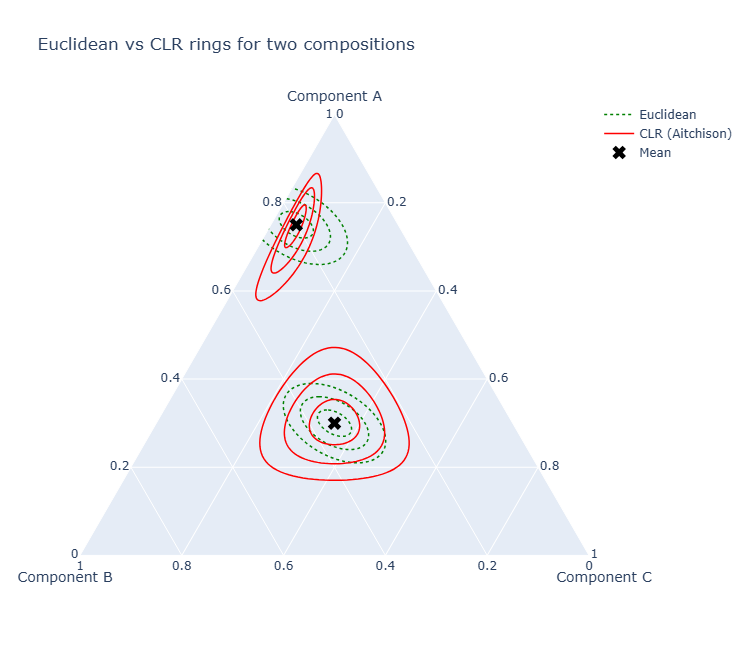 Euclidean vs CLR rings for two compositions
Component A
Euclidean
CLR (Aitchison)
Mean
1 0
0.8 0.2
0.6 0.4
0.4 0.6
0.2 0.8
0 1
1 0.8 0.6 0.4 0.2 0
Component B Component C